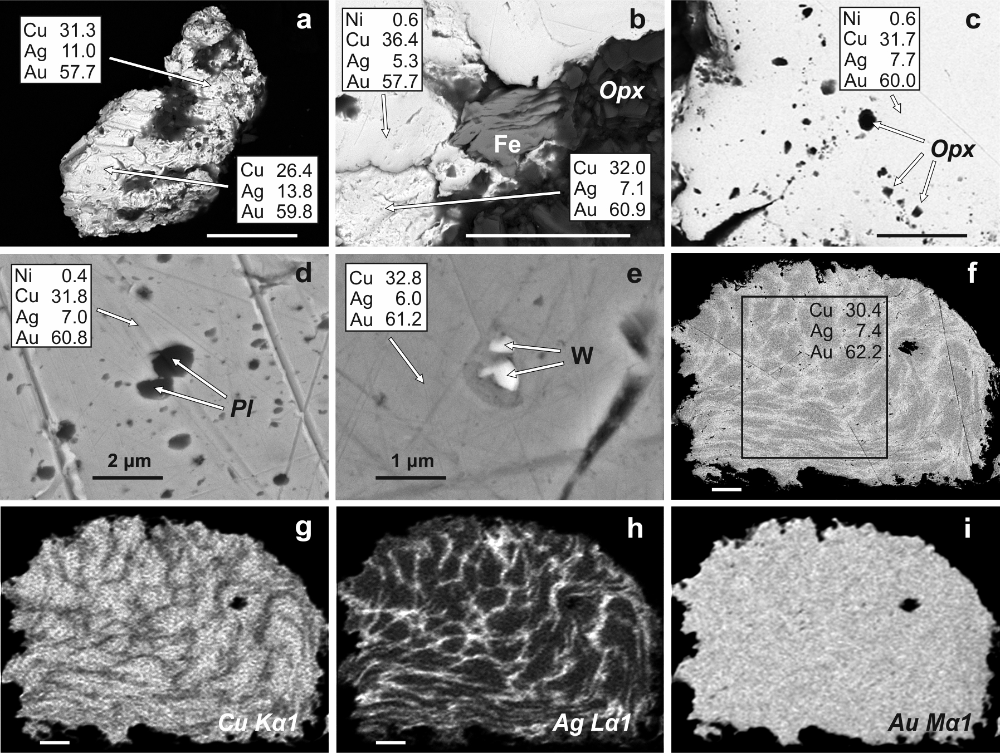 a
Cu 31.3
Ag 11.0
Au 57.7
Cu 26.4
Ag 13.8
Au 59.8
b
Ni 0.6
Cu 36.4
Ag 5.3
Au 57.7
Opx
Fe
Cu 32.0
Ag 7.1
Au 60.9
c
Ni 0.6
Cu 31.7
Ag 7.7
Au 60.0
Opx
d
Ni 0.4
Cu 31.8
Ag 7.0
Au 60.8
Pl
2 µm
e
Cu 32.8
Ag 6.0
Au 61.2
W
1 µm
f
Cu 30.4
Ag 7.4
Au 62.2
g
Cu Kα1
h
Ag Lα1
i
Au Mα1